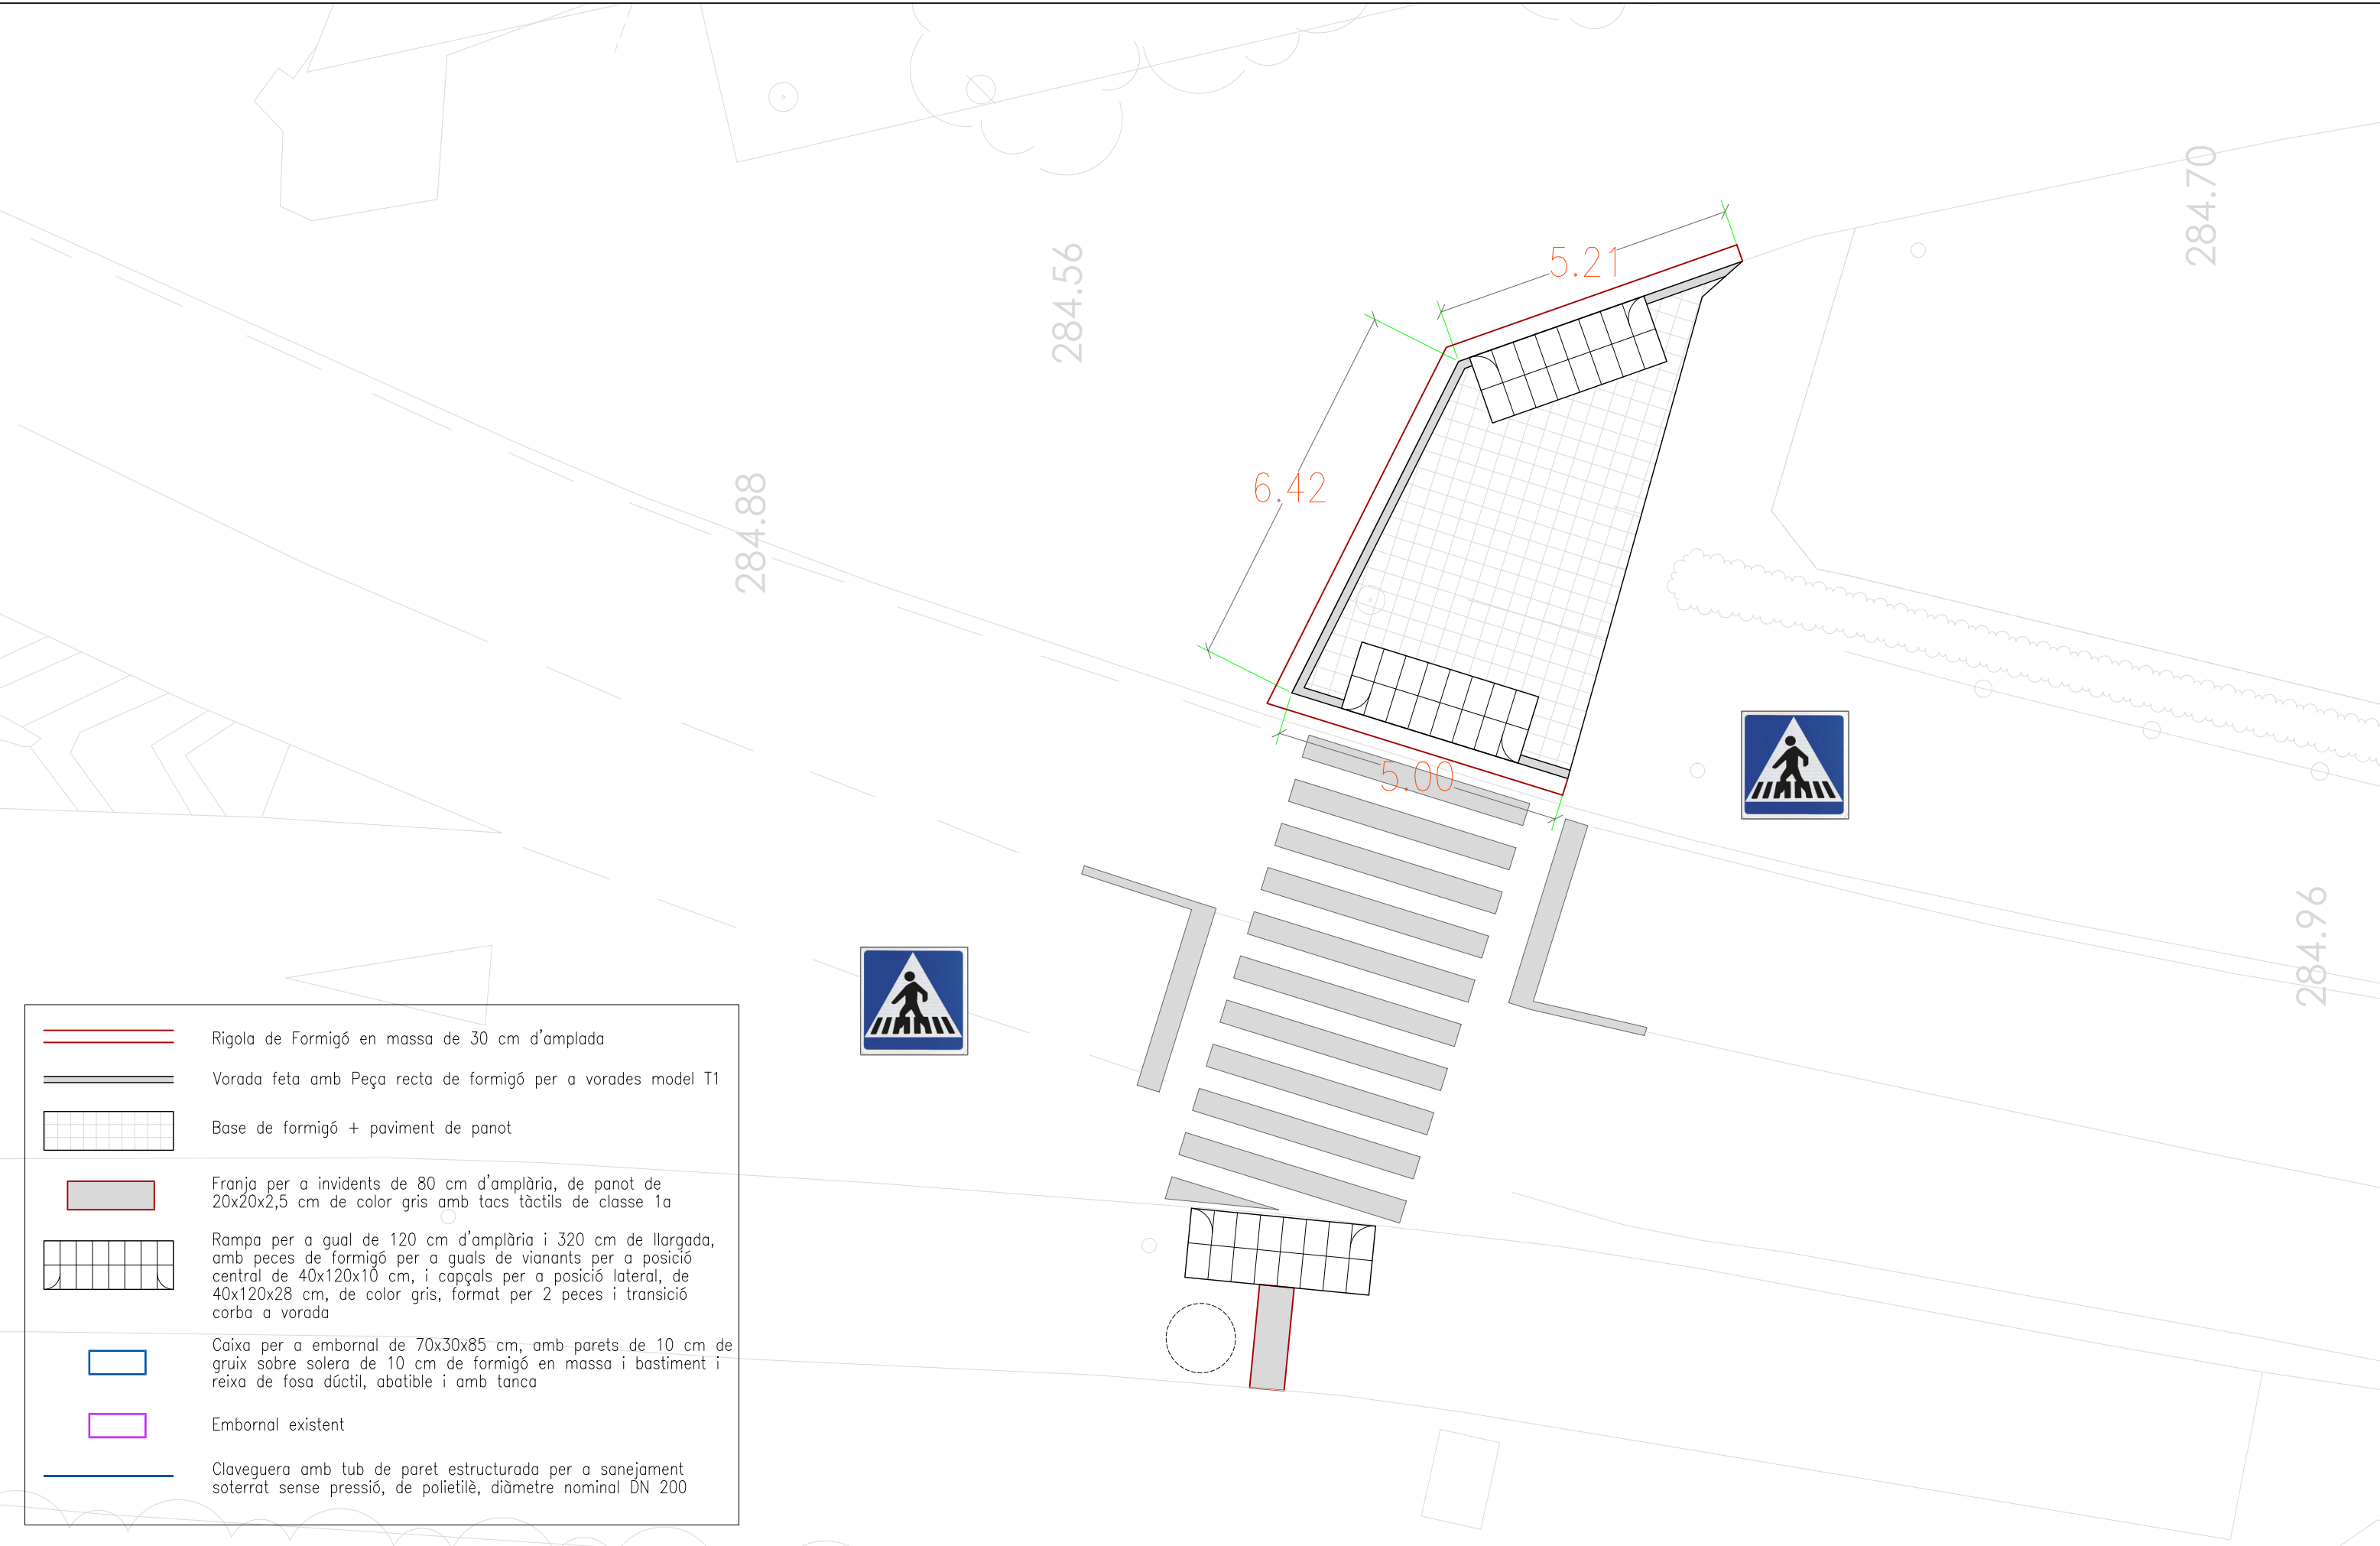 284.70
284.56
5.21
6.42
284.88
5.00
284.96
Rigola de Formigó en massa de 30 cm d'amplada
Vorada feta amb Peça recta de formigó per a vorades model T1
Base de formigó + paviment de panot
Franja per a invidents de 80 cm d'amplària, de panot de
20x20x2,5 cm de color gris amb tacs tàctils de classe 1a
Rampa per a gual de 120 cm d'amplària i 320 cm de llargada,
amb peces de formigó per a guals de vianants per a posició
central de 40x120x10 cm, i capçals per a posició lateral, de
40x120x28 cm, de color gris, format per 2 peces i transició
corba a vorada
Caixa per a embornal de 70x30x85 cm, amb parets de 10 cm de
gruix sobre solera de 10 cm de formigó en massa i bastiment i
reixa de fosa dúctil, abatible i amb tanca
Embornal existent
Claveguera amb tub de paret estructurada per a sanejament
soterrat sense pressió, de polietilè, diàmetre nominal DN 200